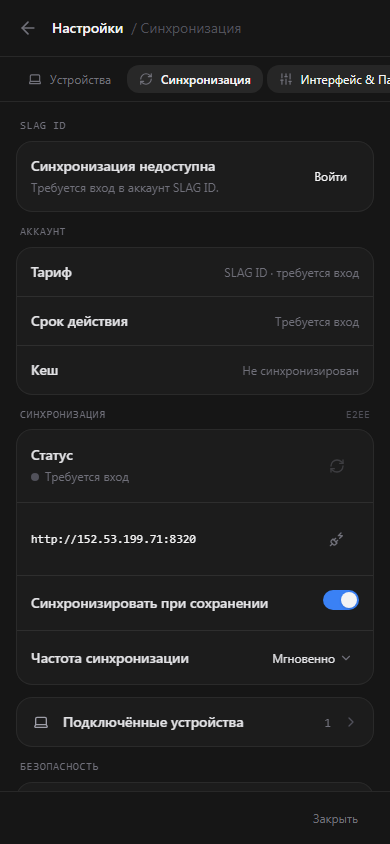 Настройки / Синхронизация
Устройства Синхронизация Интерфейс & Па
SLAG ID
Синхронизация недоступна
Требуется вход в аккаунт SLAG ID.
Войти
АККАУНТ
Тариф SLAG ID · требуется вход
Срок действия Требуется вход
Кеш Не синхронизирован
СИНХРОНИЗАЦИЯ E2EE
Статус
Требуется вход
http://152.53.199.71:8320
Синхронизировать при сохранении
Частота синхронизации Мгновенно
Подключённые устройства 1
БЕЗОПАСНОСТЬ
Закрыть